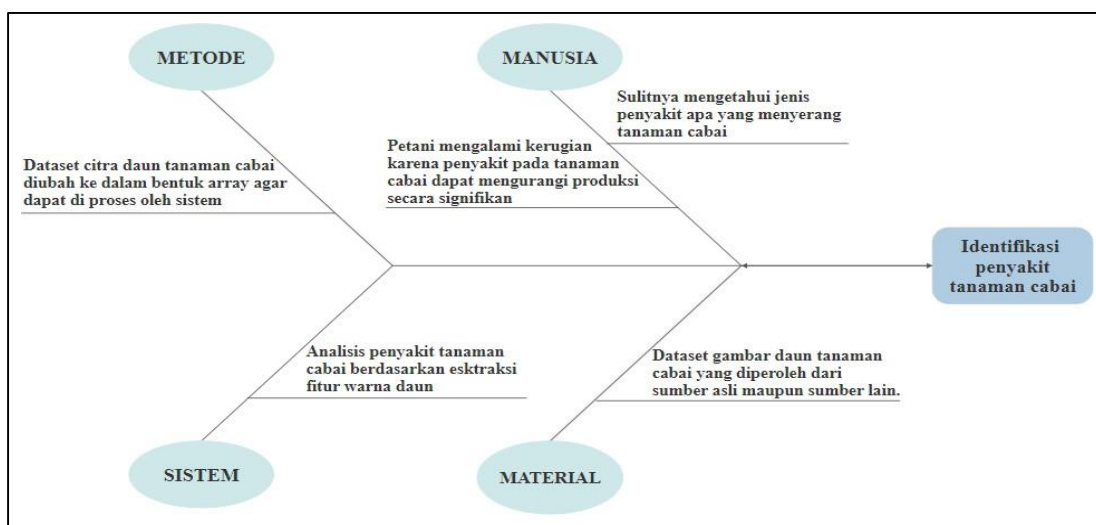 METODE
MANUSIA
Sulitnya mengetahui jenis
penyakit apa yang menyerang
tanaman cabai
Petani mengalami kerugian
karena penyakit pada tanaman
cabai dapat mengurangi produksi
secara signifikan
Dataset citra daun tanaman cabai
diubah ke dalam bentuk array agar
dapat di proses oleh sistem
Identifikasi
penyakit
tanaman cabai
Analisis penyakit tanaman
cabai berdasarkan esktraksi
fitur warna daun
Dataset gambar daun tanaman
cabai yang diperoleh dari
sumber asli maupun sumber lain.
SISTEM
MATERIAL